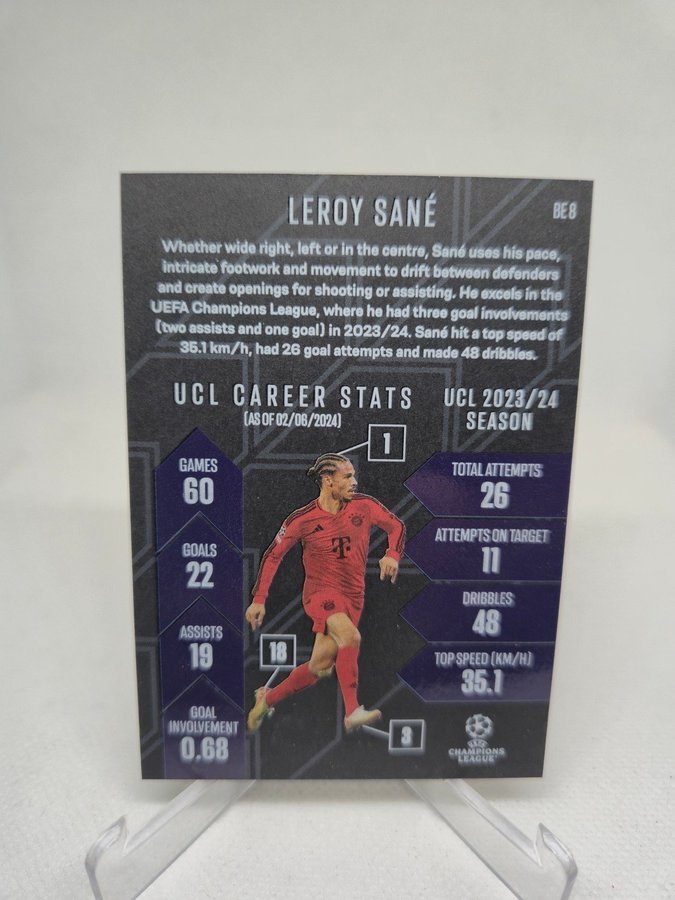 LEROY SANÉ
BE 8
Whether wide right, left or in the centre, Sané uses his pace,
intricate footwork and movement to drift between defenders
and create openings for shooting or assisting. He excels in the
UEFA Champions League, where he had three goal involvements
(two assists and one goal) in 2023/24. Sané hit a top speed of
35.1 km/h, had 26 goal attempts and made 48 dribbles.
UCL CAREER STATS
(AS OF 02/06/2024)
GAMES
60
GOALS
22
ASSISTS
19
GOAL
INVOLVEMENT
0.68
1
18
3
T
UCL 2023/24
SEASON
TOTAL ATTEMPTS
26
ATTEMPTS ON TARGET
11
DRIBBLES
48
TOP SPEED (KM/H)
35.1
UEFA
CHAMPIONS
LEAGUE